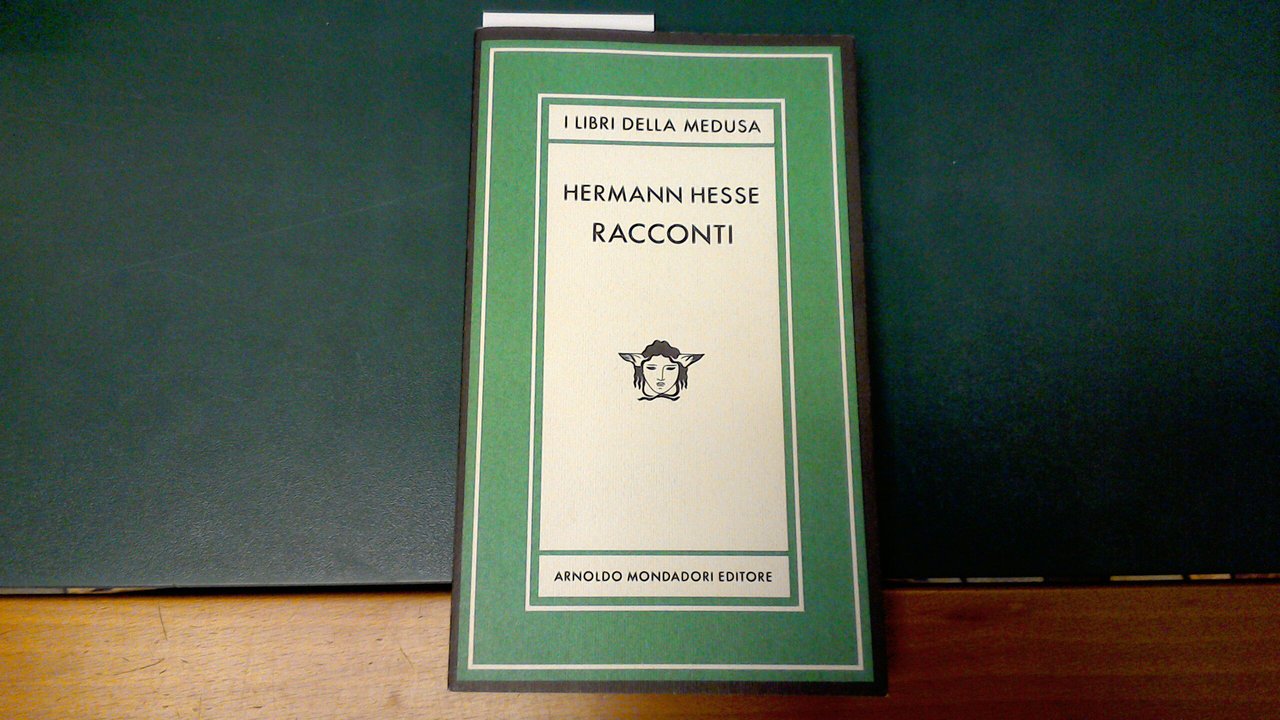 I LIBRI DELLA MEDUSA
HERMANN HESSE
RACCONTI
ARNOLDO MONDADORI EDITORE